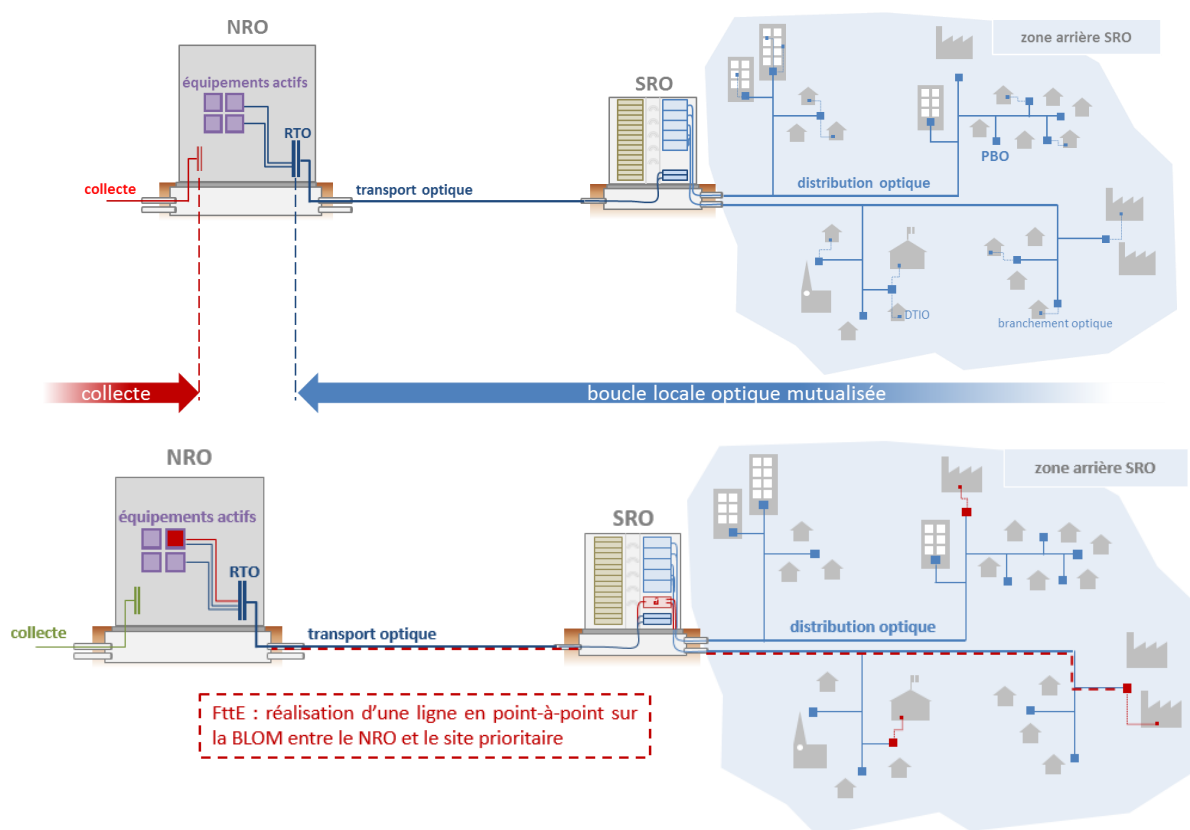 NRO
équipements actifs
RTO
collecte
transport optique
SRO
zone arrière SRO
PBO
distribution optique
DTIO
branchement optique
collecte
boucle locale optique mutualisée
NRO
équipements actifs
RTO
collecte
transport optique
SRO
zone arrière SRO
distribution optique
FttE : réalisation d’une ligne en point-à-point sur
la BLOM entre le NRO et le site prioritaire